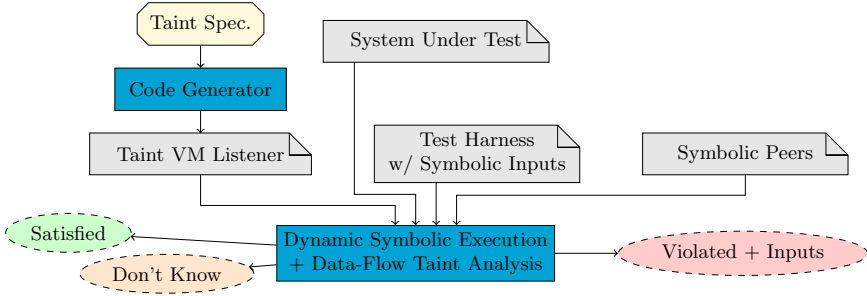 Taint Spec.
System Under Test
Code Generator
Taint VM Listener
Test Harness
w/ Symbolic Inputs
Symbolic Peers
Satisfied
Dynamic Symbolic Execution
+ Data-Flow Taint Analysis
Violated + Inputs
Don't Know